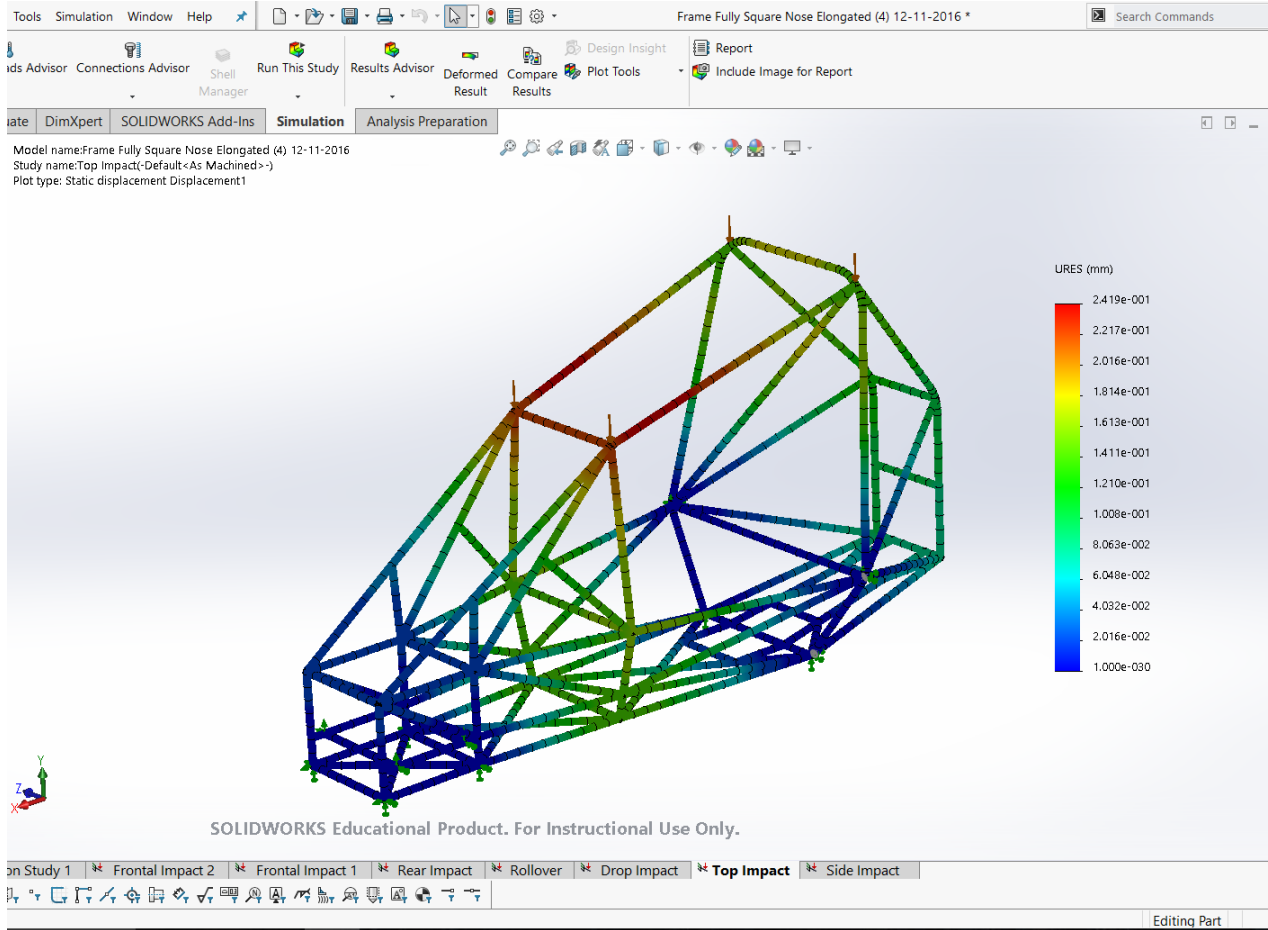 Tools Simulation Window Help
Frame Fully Square Nose Elongated (4) 12-11-2016 *
Search Commands
ads Advisor
Connections Advisor
Shell
Manager
Run This Study
Results Advisor
Deformed
Result
Compare
Results
Design Insight
Plot Tools
Report
Include Image for Report
uate DimXpert SOLIDWORKS Add-Ins Simulation Analysis Preparation
Model name:Frame Fully Square Nose Elongated (4) 12-11-2016
Study name:Top Impact(-Default<As Machined>-)
Plot type: Static displacement Displacement1
URES (mm)
2.419e-001
2.217e-001
2.016e-001
1.814e-001
1.613e-001
1.411e-001
1.210e-001
1.008e-001
8.063e-002
6.048e-002
4.032e-002
2.016e-002
1.000e-030
Y
Z
X
SOLIDWORKS Educational Product. For Instructional Use Only.
on Study 1 Frontal Impact 2 Frontal Impact 1 Rear Impact Rollover Drop Impact Top Impact Side Impact
Editing Part